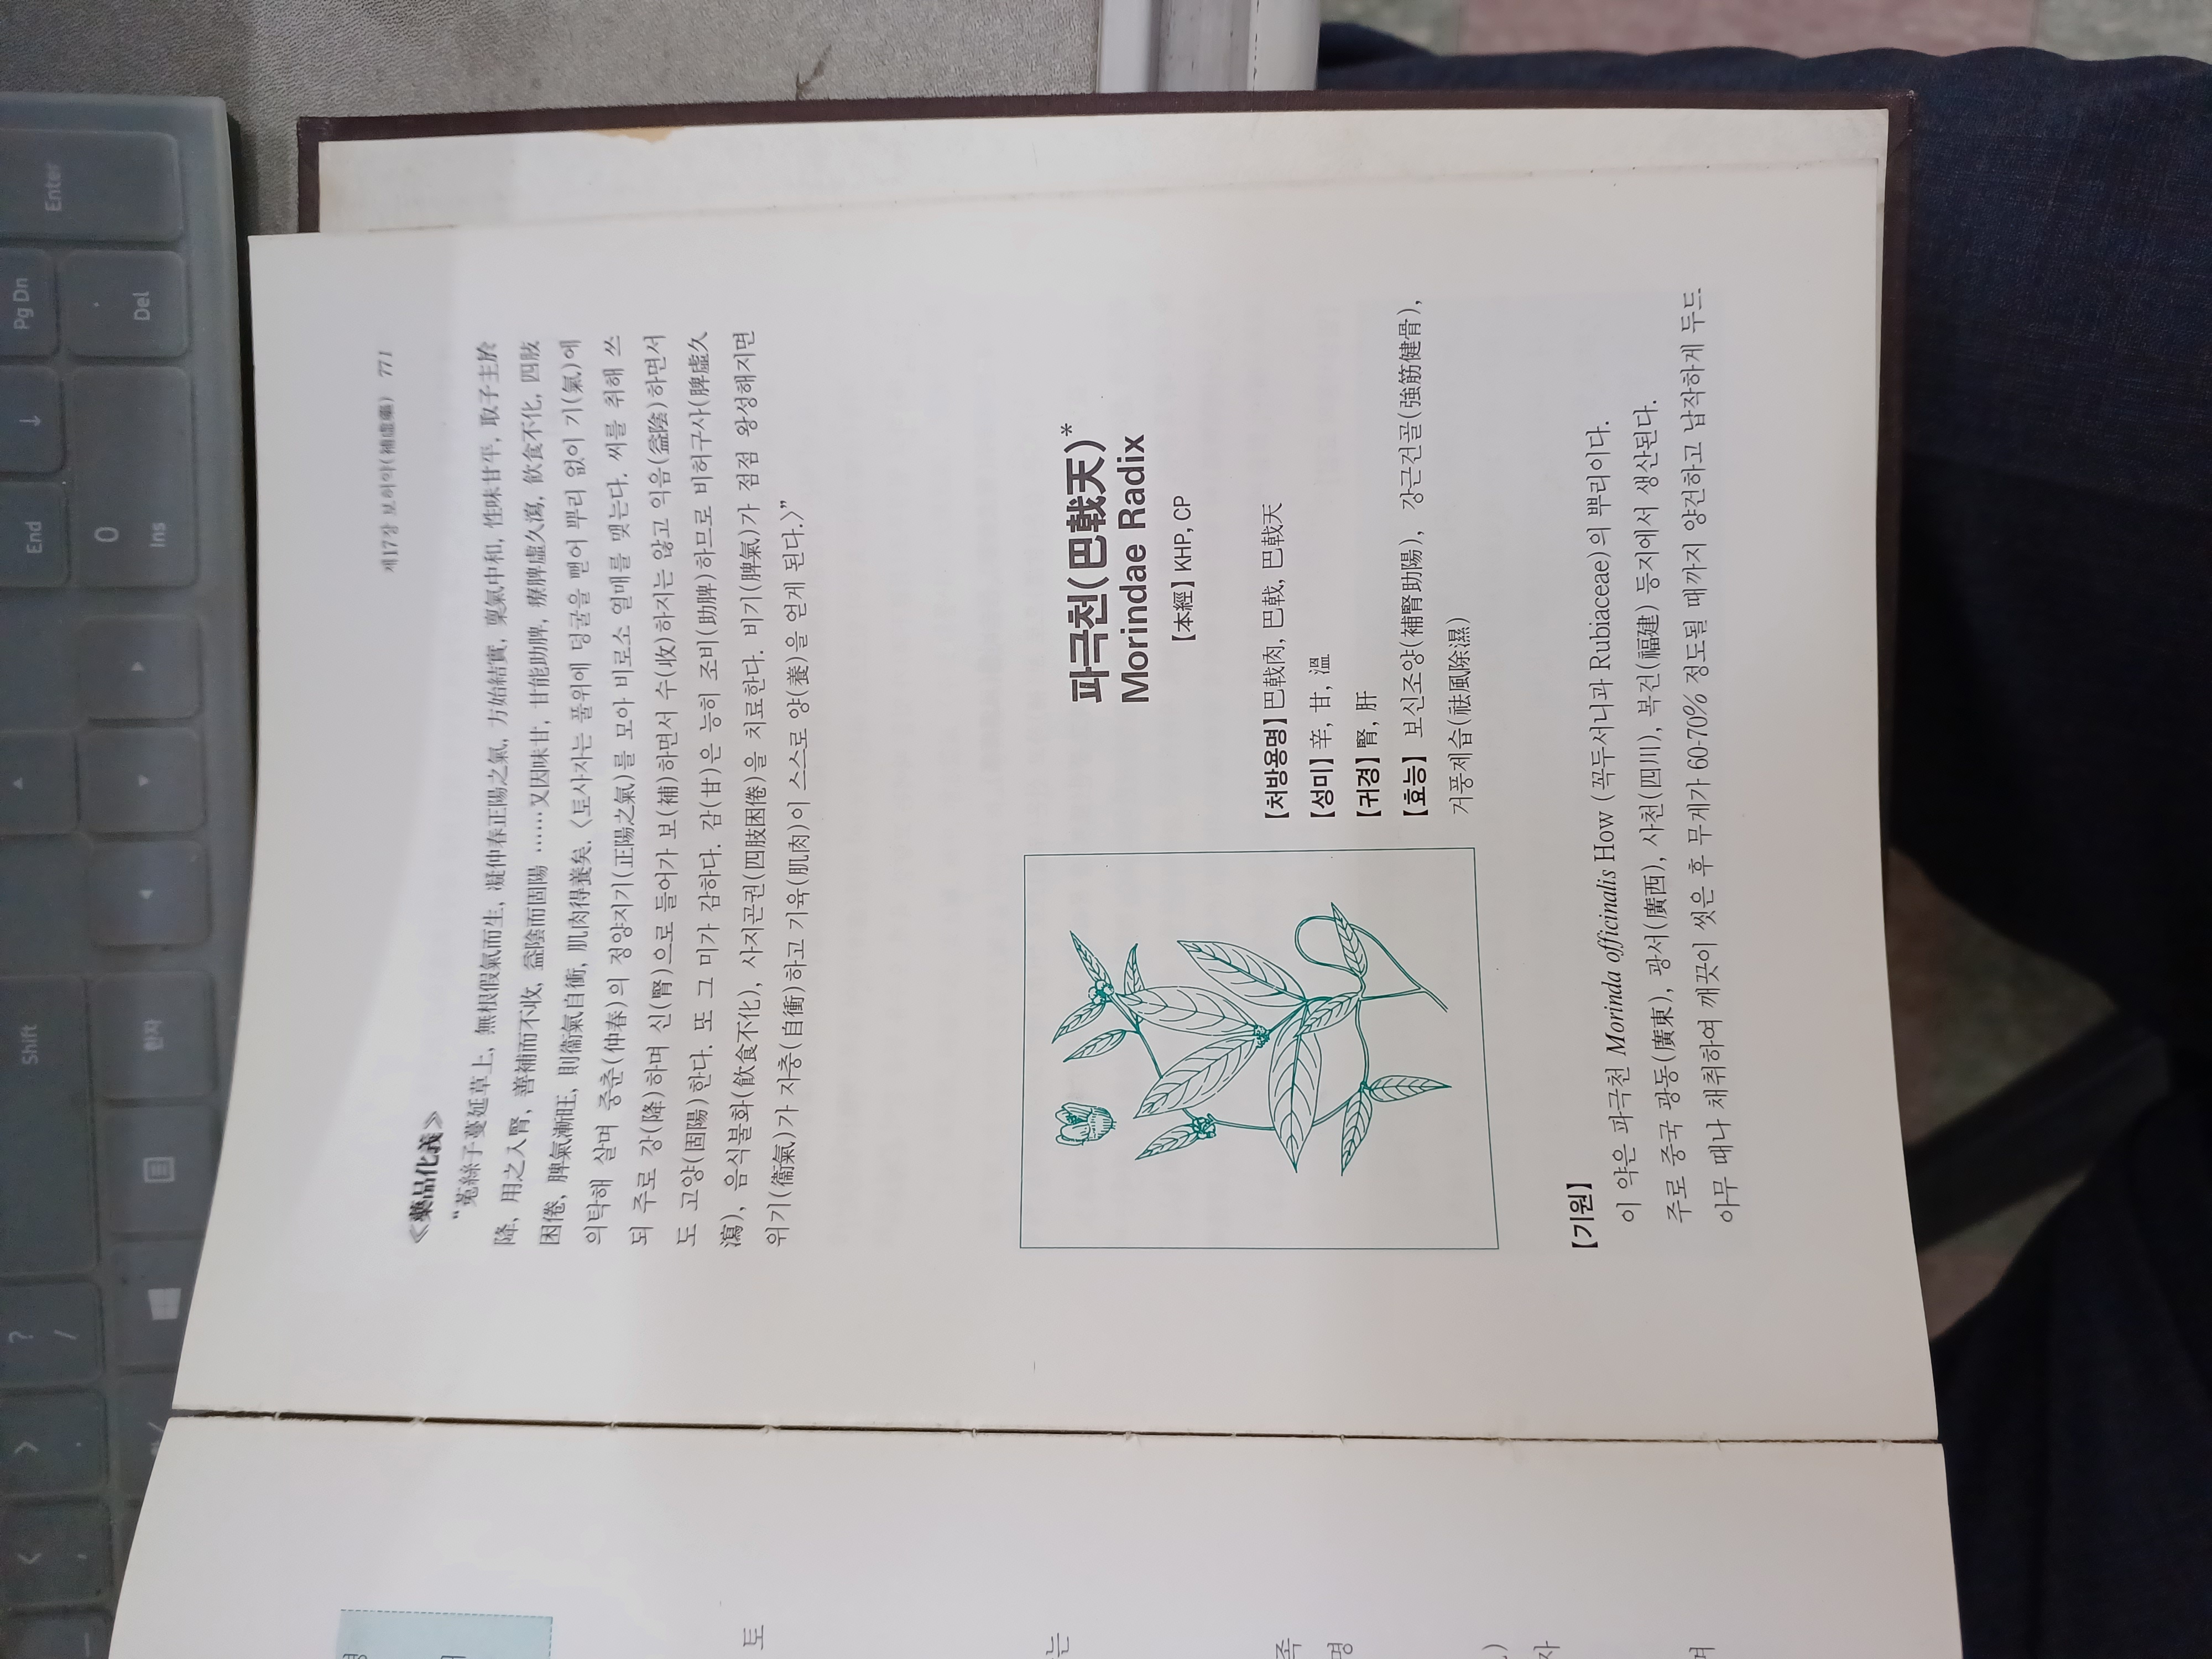 제17장 보허약(補虛藥) 771
≪藥品化義≫
“菟絲子蔓延草上, 無根假氣而生, 凝仲春正陽之氣, 力始結實, 稟氣中和, 性味甘平, 取子主於
降, 用之入腎, 善補而不收, 益陰而固陽 ……又因味甘, 甘能助脾, 療脾虛久瀉, 飮食不化, 四肢
困倦, 脾氣漸旺, 則衛氣自衝, 肌肉得養矣.〈토사자는 풀위에 덩굴을 뻗어 뿌리 없이 기(氣)에
의탁해 살며 중춘(仲春)의 정양지기(正陽之氣)를 모아 비로소 열매를 맺는다. 씨를 취해 쓰
되 주로 강(降)하며 신(腎)으로 들어가 보(補)하면서 수(收)하지는 않고 익음(益陰)하면서
도 고양(固陽)한다. 또 그 미가 감하다. 감(甘)은 능히 조비(助脾)하므로 비허구사(脾虛久
瀉), 음식불화(飮食不化), 사지곤권(四肢困倦)을 치료한다. 비기(脾氣)가 점점 왕성해지면
위기(衛氣)가 자충(自衝)하고 기육(肌肉)이 스스로 양(養)을 얻게 된다.〉”
파극천(巴戟天)*
Morindae Radix
【本經】KHP, CP
【처방용명】巴戟肉, 巴戟, 巴戟天
【성미】辛, 甘, 溫
【귀경】腎, 肝
【효능】 보신조양(補腎助陽), 강근건골(強筋健骨),
거풍제습(祛風除濕)
【기원】
이 약은 파극천 Morinda officinalis How (꼭두서니과 Rubiaceae)의 뿌리이다.
주로 중국 광동(廣東), 광서(廣西), 사천(四川), 복건(福建) 등지에서 생산된다.
아무 때나 채취하여 깨끗이 씻은 후 무게가 60-70% 정도될 때까지 양건하고 납작하게 두드
토
는
족
명
자
며
Enter
Pg Dn
Del
↓
End
0
Ins
Shift
한자
?
/
>
.
<
,